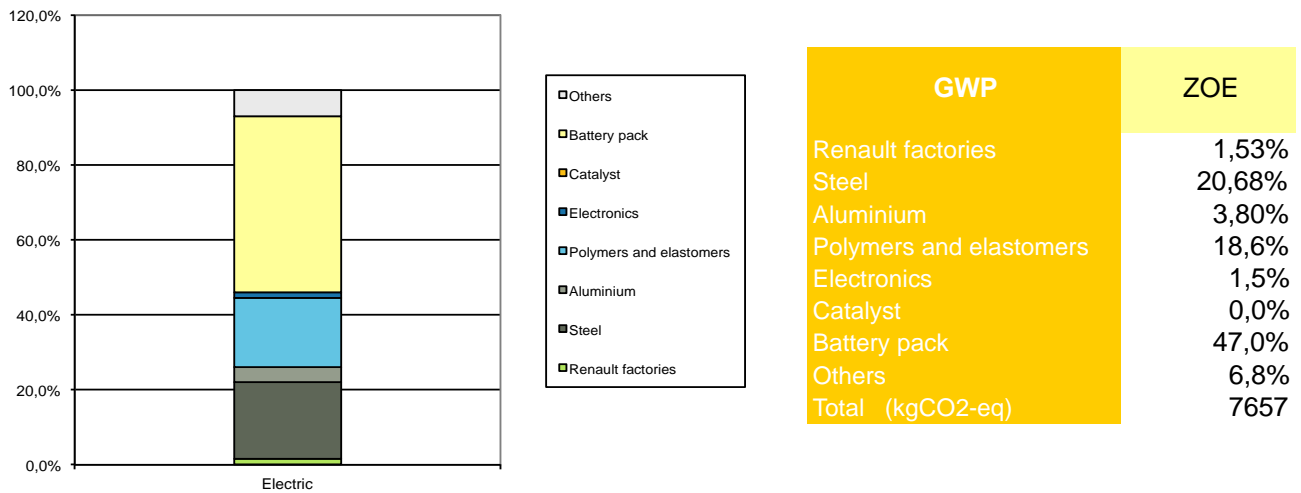 120,0%
100,0%
80,0%
60,0%
40,0%
20,0%
0,0%
Electric
Others
Battery pack
Catalyst
Electronics
Polymers and elastomers
Aluminium
Steel
Renault factories
GWP ZOE
Renault factories 1,53%
Steel 20,68%
Aluminium 3,80%
Polymers and elastomers 18,6%
Electronics 1,5%
Catalyst 0,0%
Battery pack 47,0%
Others 6,8%
Total (kgCO2-eq) 7657